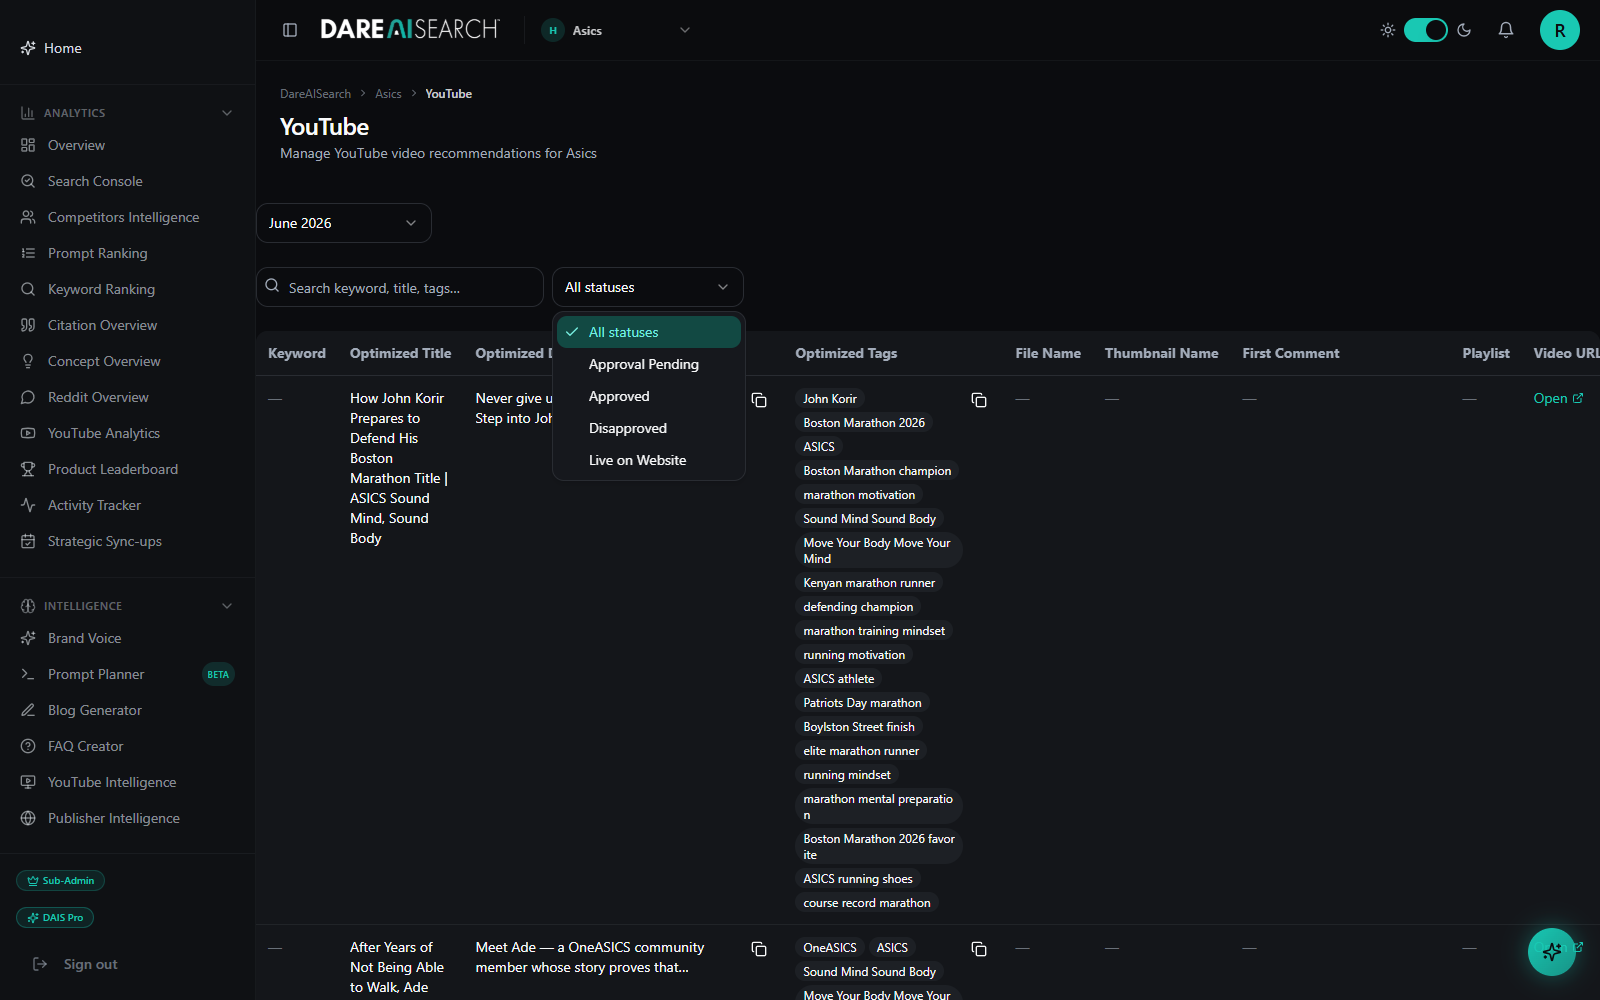 Home
DARE AI SEARCH
H Asics
R
ANALYTICS
Overview
Search Console
Competitors Intelligence
Prompt Ranking
Keyword Ranking
Citation Overview
Concept Overview
Reddit Overview
YouTube Analytics
Product Leaderboard
Activity Tracker
Strategic Sync-ups
INTELLIGENCE
Brand Voice
Prompt Planner BETA
Blog Generator
FAQ Creator
YouTube Intelligence
Publisher Intelligence
Sub-Admin
DAIS Pro
Sign out
DareAISearch > Asics > YouTube
YouTube
Manage YouTube video recommendations for Asics
June 2026
Search keyword, title, tags...
All statuses
All statuses
Approval Pending
Approved
Disapproved
Live on Website
Keyword Optimized Title Optimized Optimized Tags File Name Thumbnail Name First Comment Playlist Video URL
—
How John Korir
Prepares to
Defend His
Boston
Marathon Title |
ASICS Sound
Mind, Sound
Body
Never give
Step into
John Korir
Boston Marathon 2026
ASICS
Boston Marathon champion
marathon motivation
Sound Mind Sound Body
Move Your Body Move Your
Mind
Kenyan marathon runner
defending champion
marathon training mindset
running motivation
ASICS athlete
Patriots Day marathon
Boylston Street finish
elite marathon runner
running mindset
marathon mental preparatio
n
Boston Marathon 2026 favor
ite
ASICS running shoes
course record marathon
— — — — Open
—
After Years of
Not Being Able
to Walk, Ade
Meet Ade — a OneASICS community
member whose story proves that...
OneASICS ASICS
Sound Mind Sound Body
Move Your Body Move Your
— — — —